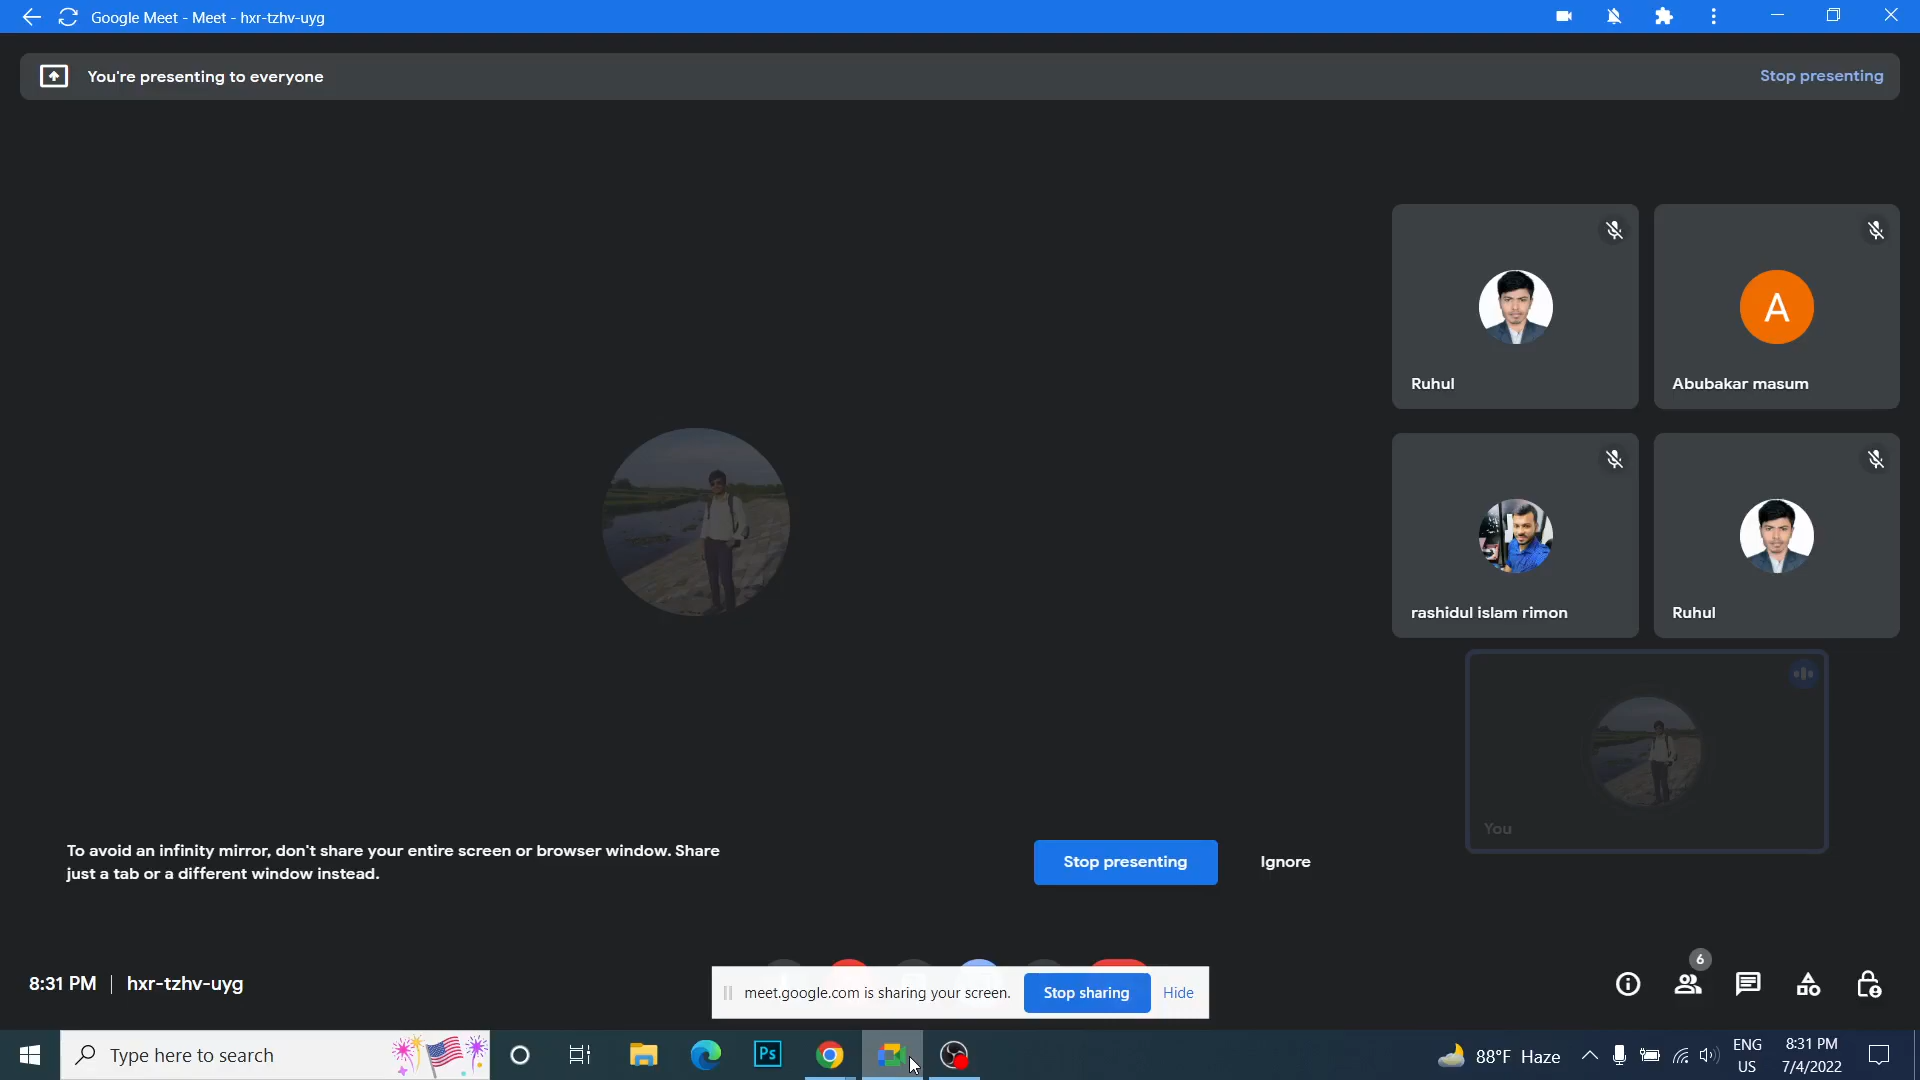 Google Meet - Meet - hxr-tzhv-uyg
You're presenting to everyone
Stop presenting
Ruhul
A
Abubakar masum
rashidul islam rimon
Ruhul
You
To avoid an infinity mirror, don't share your entire screen or browser window. Share
just a tab or a different window instead.
Stop presenting
Ignore
8:31 PM | hxr-tzhv-uyg
meet.google.com is sharing your screen.
Stop sharing
Hide
6
Type here to search
Ps
88°F Haze
ENG
US
8:31 PM
7/4/2022